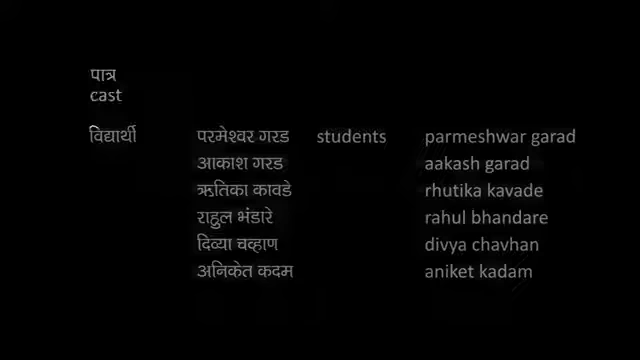 पात्र
cast
विद्यार्थी परमेश्वर गरड students parmeshwar garad
आकाश गरड aakash garad
ऋतिका कावडे rhutika kavade
राहुल भंडारे rahul bhandare
दिव्या चव्हाण divya chavhan
अनिकेत कदम aniket kadam